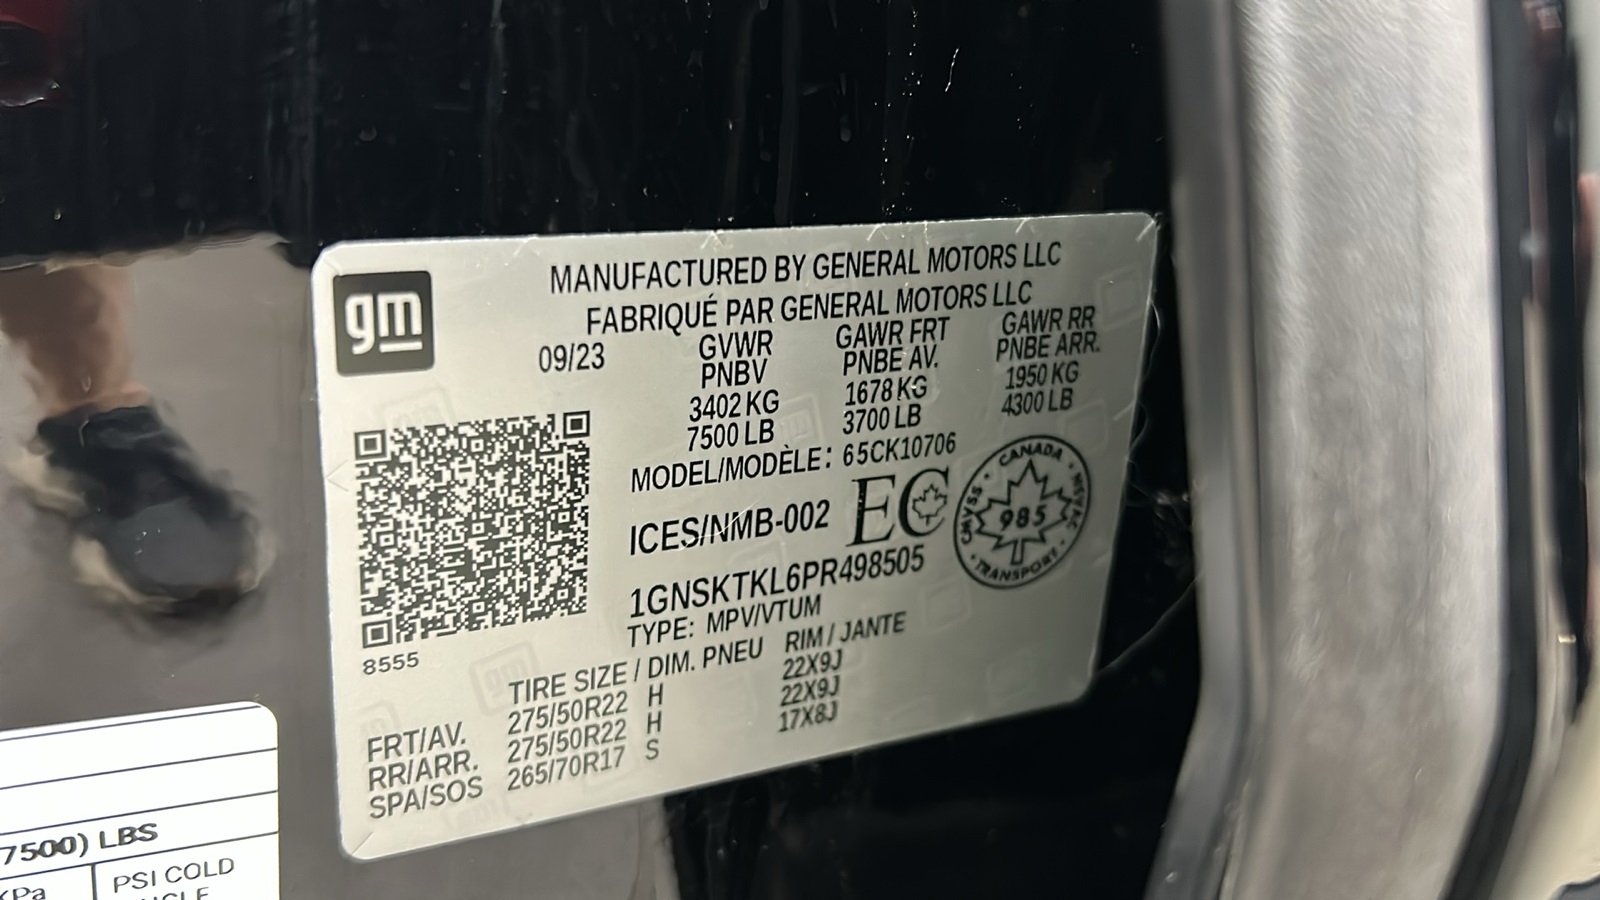 gm
MANUFACTURED BY GENERAL MOTORS LLC
FABRIQUÉ PAR GENERAL MOTORS LLC
09/23
GVWR GAWR FRT GAWR RR
PNBV PNBE AV. PNBE ARR.
3402 KG 1678 KG 1950 KG
7500 LB 3700 LB 4300 LB
MODEL/MODÈLE: 65CK10706
ICES/NMB-002 EC
CANADA
CMVSS NSVAC
985
TRANSPORT
1GNSKTKL6PR498505
TYPE: MPV/VTUM
8555
TIRE SIZE / DIM. PNEU RIM / JANTE
FRT/AV. 275/50R22 H 22X9J
RR/ARR. 275/50R22 H 22X9J
SPA/SOS 265/70R17 S 17X8J
7500) LBS
kPa PSI COLD